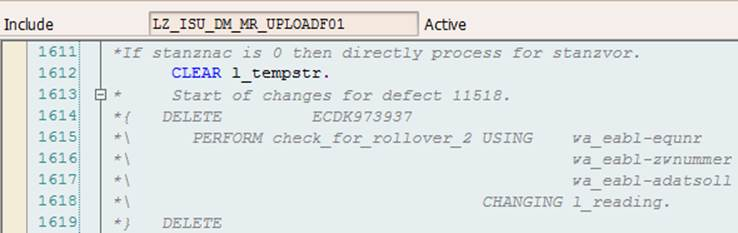 Include LZ_ISU_DM_MR_UPLOADF01 Active
1611 *If stanznac is 0 then directly process for stanzvor.
1612 CLEAR l_tempstr.
1613 * Start of changes for defect 11518.
1614 *{ DELETE ECDK973937
1615 *\ PERFORM check_for_rollover_2 USING wa_eabl-equnr
1616 *\ wa_eabl-zwnummer
1617 *\ wa_eabl-adatsoll
1618 *\ CHANGING l_reading.
1619 *} DELETE